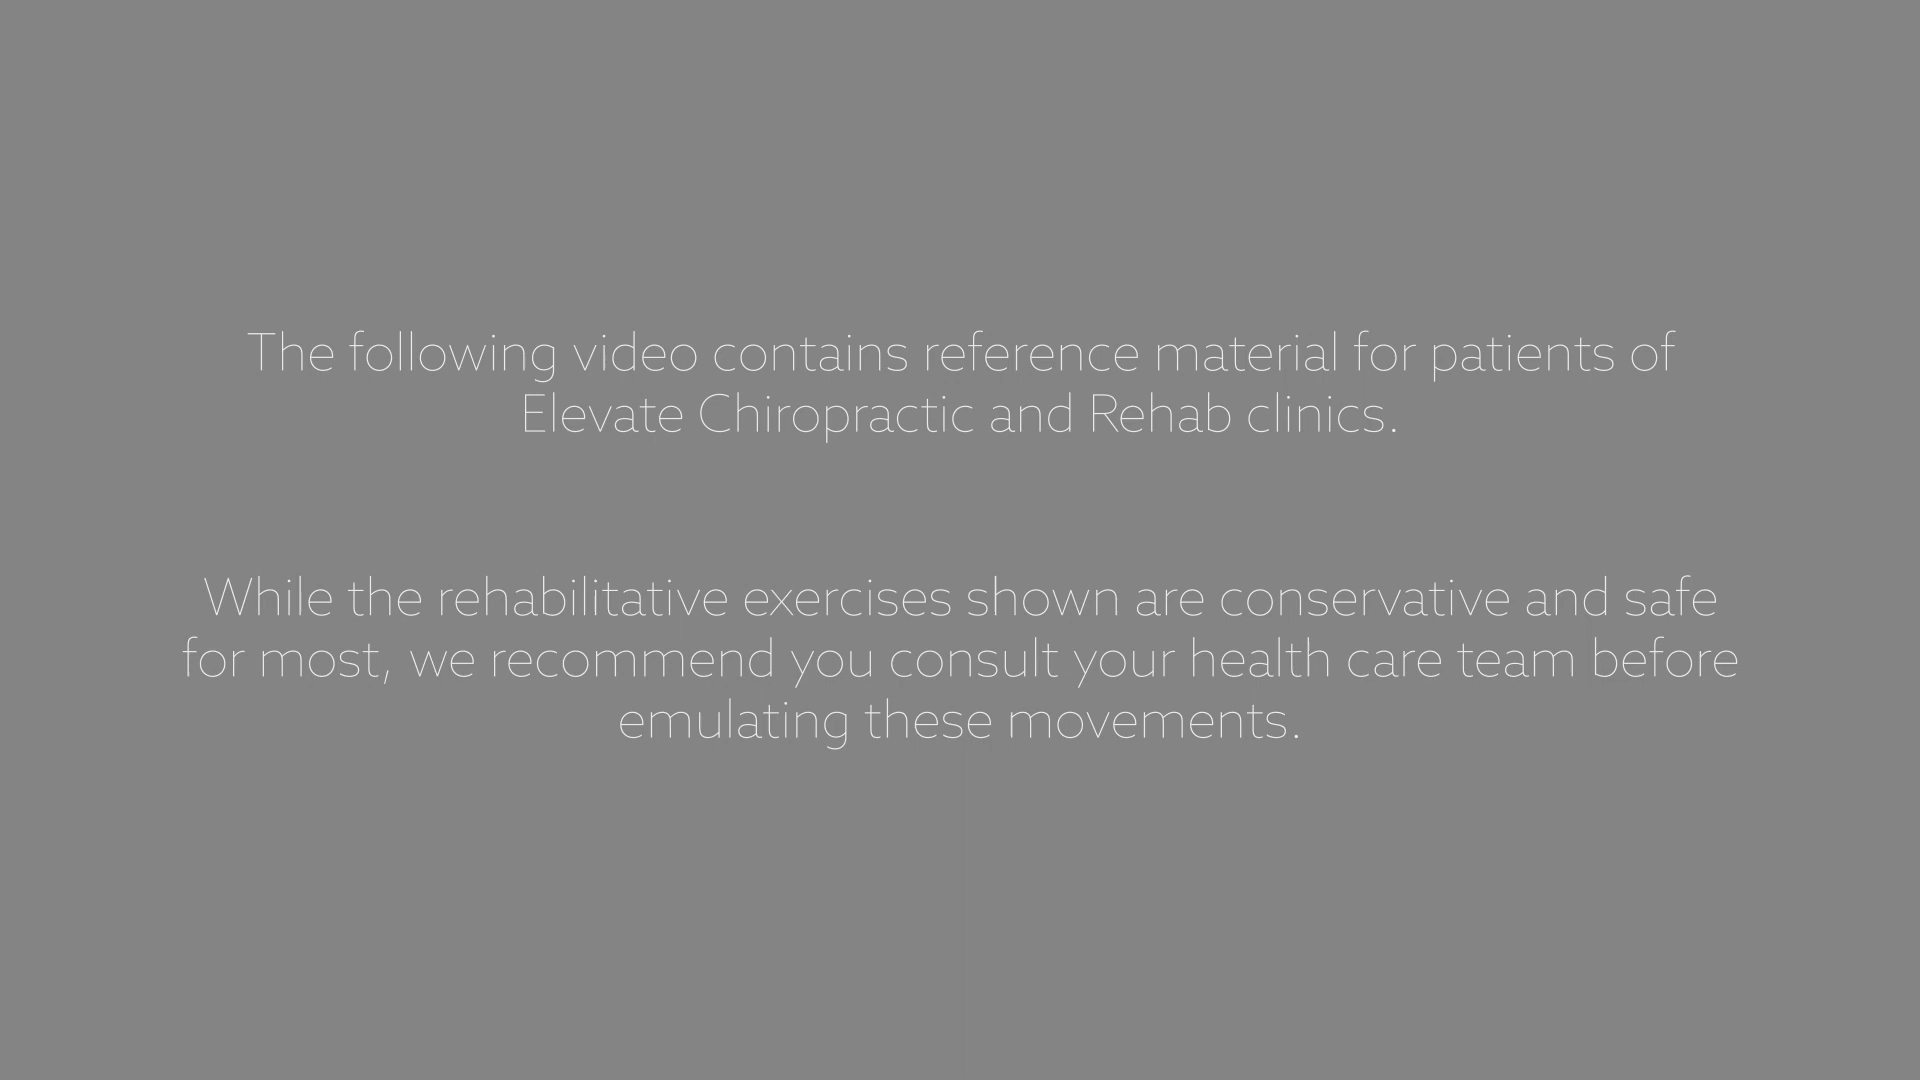 The following video contains reference material for patients of
Elevate Chiropractic and Rehab clinics.
While the rehabilitative exercises shown are conservative and safe
for most, we recommend you consult your health care team before
emulating these movements.